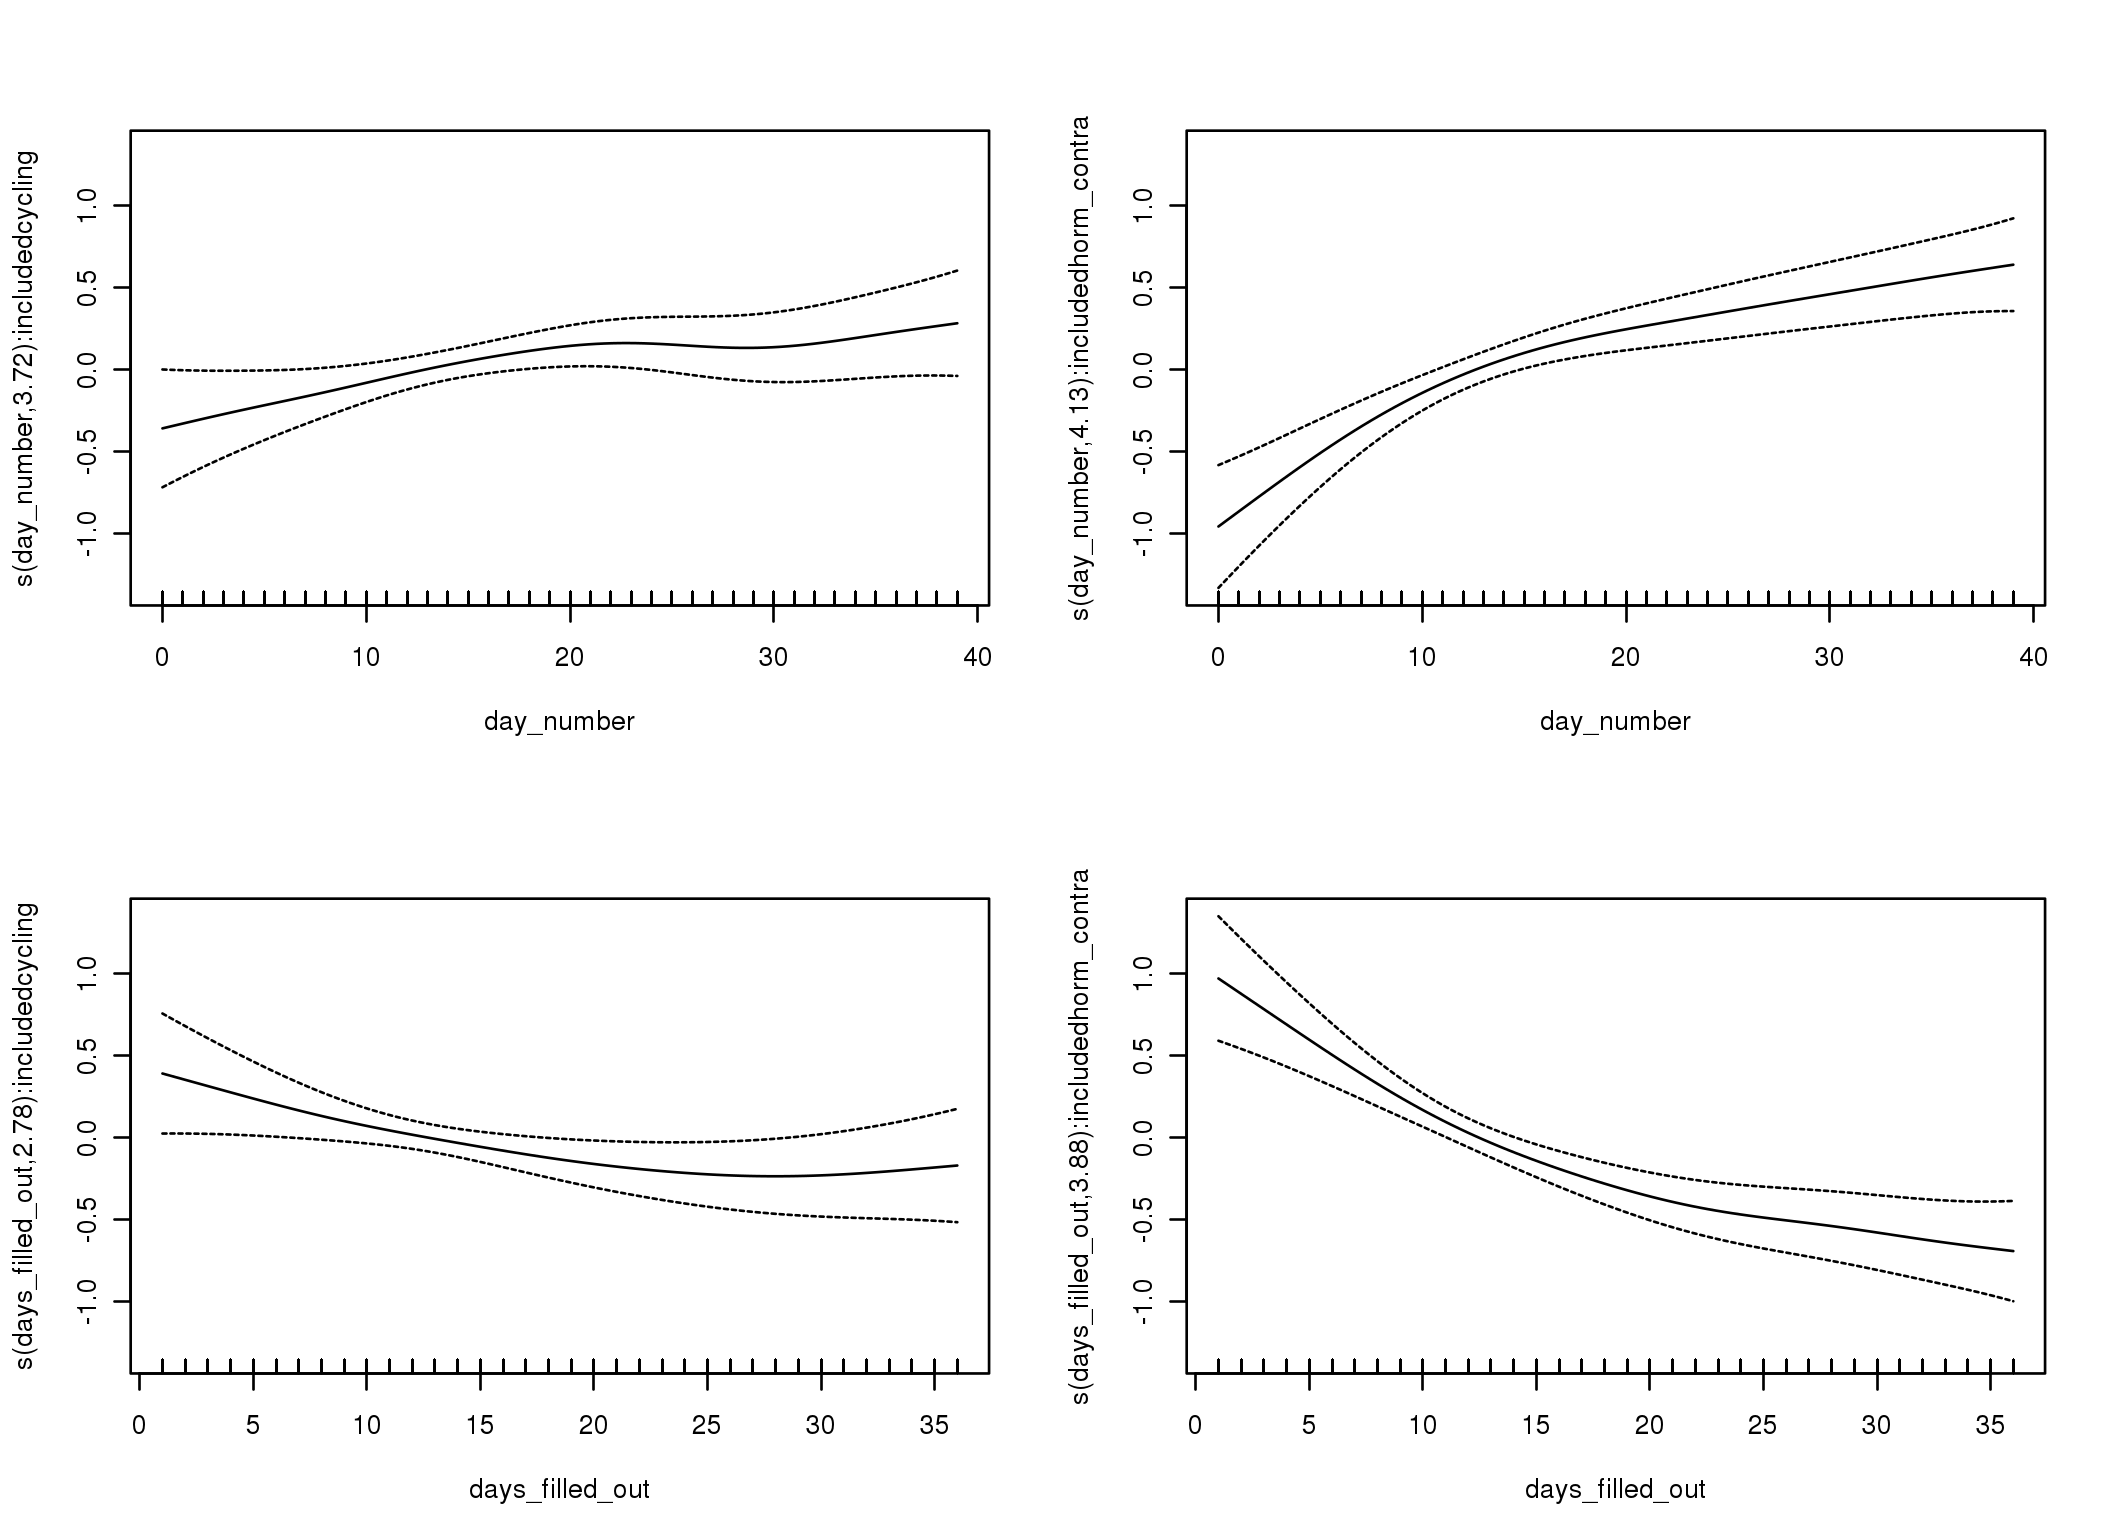 s(day_number,3.72):includedcycling
1.0
0.5
0.0
-0.5
-1.0
0 10 20 30 40
day_number
s(day_number,4.13):includedhorm_contra
1.0
0.5
0.0
-0.5
-1.0
0 10 20 30 40
day_number
s(days_filled_out,2.78):includedcycling
1.0
0.5
0.0
-0.5
-1.0
0 5 10 15 20 25 30 35
days_filled_out
s(days_filled_out,3.88):includedhorm_contra
1.0
0.5
0.0
-0.5
-1.0
0 5 10 15 20 25 30 35
days_filled_out